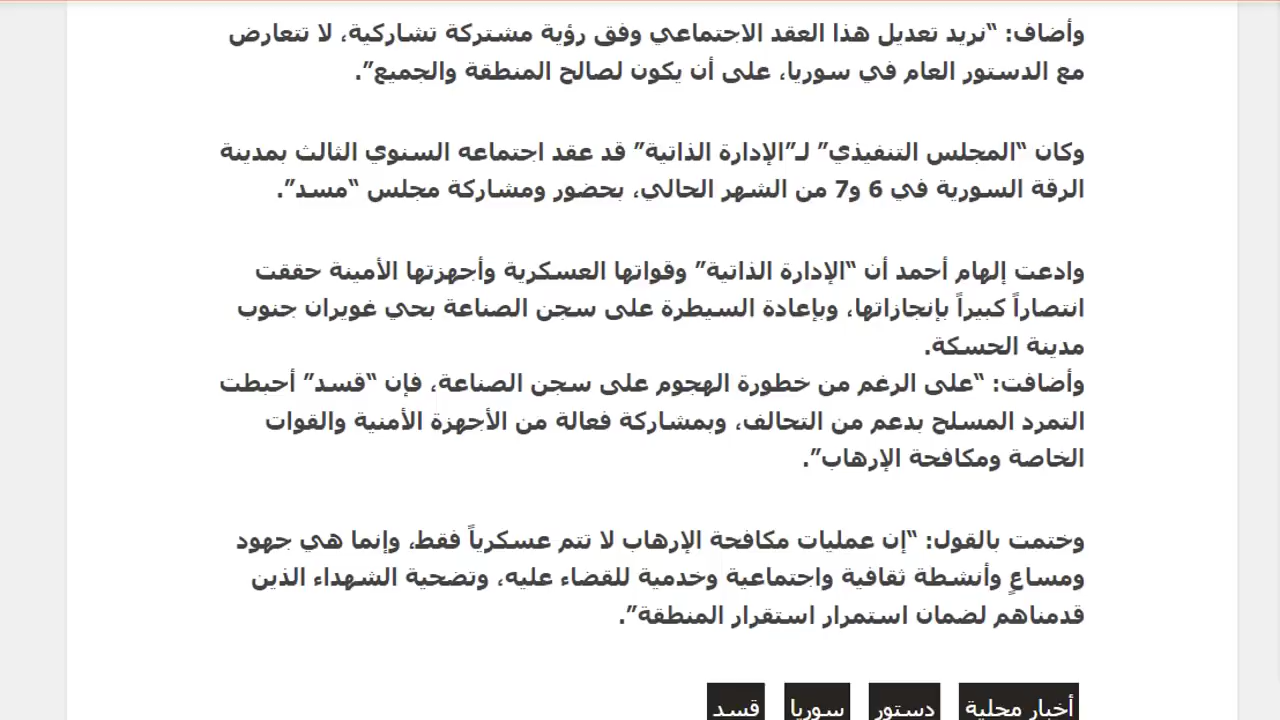 وأضاف: “نريد تعديل هذا العقد الاجتماعي وفق رؤية مشتركة تشاركية، لا تتعارض
مع الدستور العام في سوريا، على أن يكون لصالح المنطقة والجميع”.
وكان “المجلس التنفيذي” لـ”الإدارة الذاتية” قد عقد اجتماعه السنوي الثالث بمدينة
الرقة السورية في 6 و7 من الشهر الحالي، بحضور ومشاركة مجلس “مسد”.
وادعت إلهام أحمد أن “الإدارة الذاتية” وقواتها العسكرية وأجهزتها الأمينة حققت
انتصاراً كبيراً بإنجازاتها، وبإعادة السيطرة على سجن الصناعة بحي غويران جنوب
مدينة الحسكة.
وأضافت: “على الرغم من خطورة الهجوم على سجن الصناعة، فإن “قسد” أحبطت
التمرد المسلح بدعم من التحالف، وبمشاركة فعالة من الأجهزة الأمنية والقوات
الخاصة ومكافحة الإرهاب”.
وختمت بالقول: “إن عمليات مكافحة الإرهاب لا تتم عسكرياً فقط، وإنما هي جهود
ومساعٍ وأنشطة ثقافية واجتماعية وخدمية للقضاء عليه، وتضحية الشهداء الذين
قدمناهم لضمان استمرار استقرار المنطقة”.
أخبار محلية دستور سوريا قسد